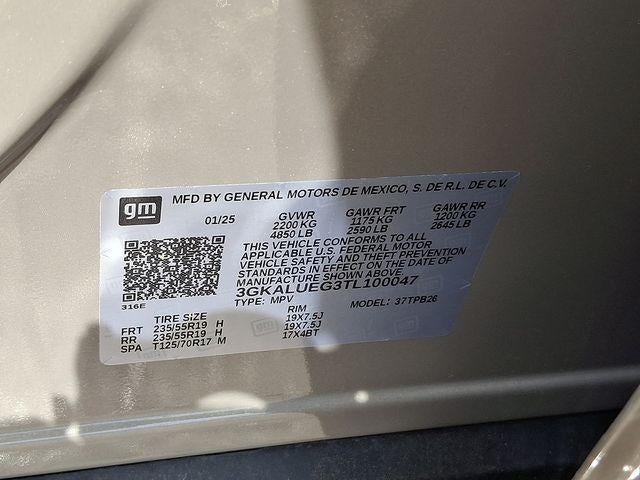 gm
MFD BY GENERAL MOTORS DE MEXICO, S. DE R.L. DE C.V.
01/25 GVWR GAWR FRT GAWR RR
2200 KG 1175 KG 1200 KG
4850 LB 2590 LB 2645 LB
THIS VEHICLE CONFORMS TO ALL
APPLICABLE U.S. FEDERAL MOTOR
VEHICLE SAFETY AND THEFT PREVENTION
STANDARDS IN EFFECT ON THE DATE OF
MANUFACTURE SHOWN ABOVE.
3GKALUEG3TL100047
316E
TYPE: MPV MODEL: 37TPB26
TIRE SIZE RIM
FRT 235/55R19 H 19X7.5J
RR 235/55R19 H 19X7.5J
SPA T125/70R17 M 17X4BT